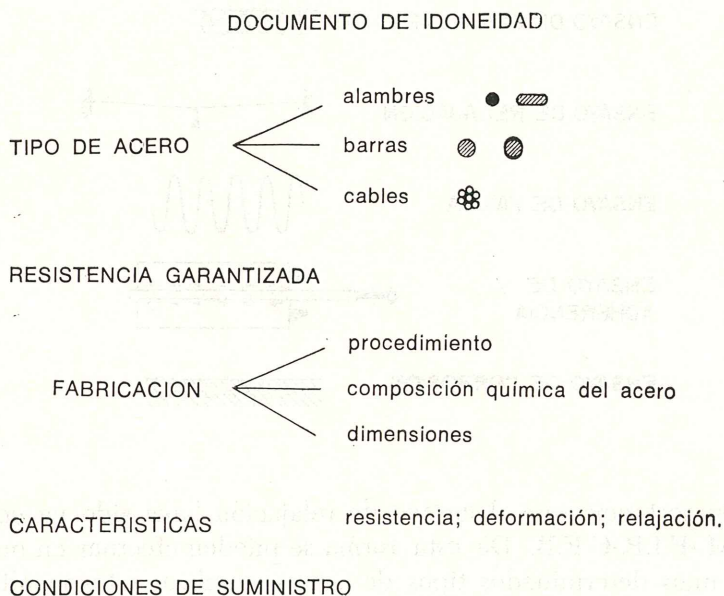 DOCUMENTO DE IDONEIDAD
alambres
TIPO DE ACERO
barras
cables
RESISTENCIA GARANTIZADA
procedimiento
FABRICACION
composición química del acero
dimensiones
CARACTERISTICAS
resistencia; deformación; relajación.
CONDICIONES DE SUMINISTRO